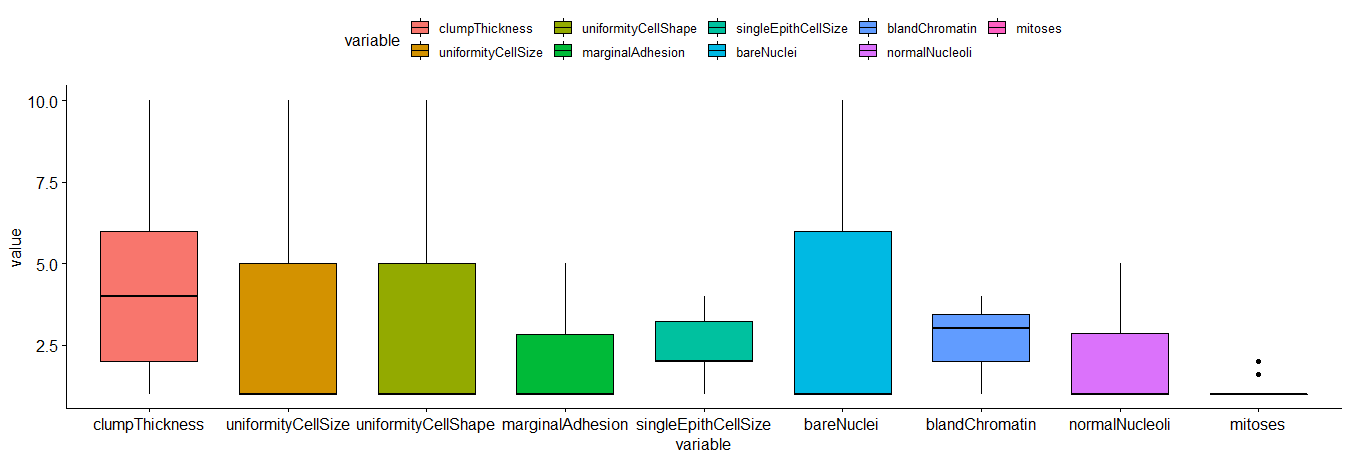 variable
clumpThickness uniformityCellShape singleEpithCellSize blandChromatin mitoses
uniformityCellSize marginalAdhesion bareNuclei normalNucleoli
value
10.0
7.5
5.0
2.5
clumpThickness uniformityCellSize uniformityCellShape marginalAdhesion singleEpithCellSize bareNuclei blandChromatin normalNucleoli mitoses
variable